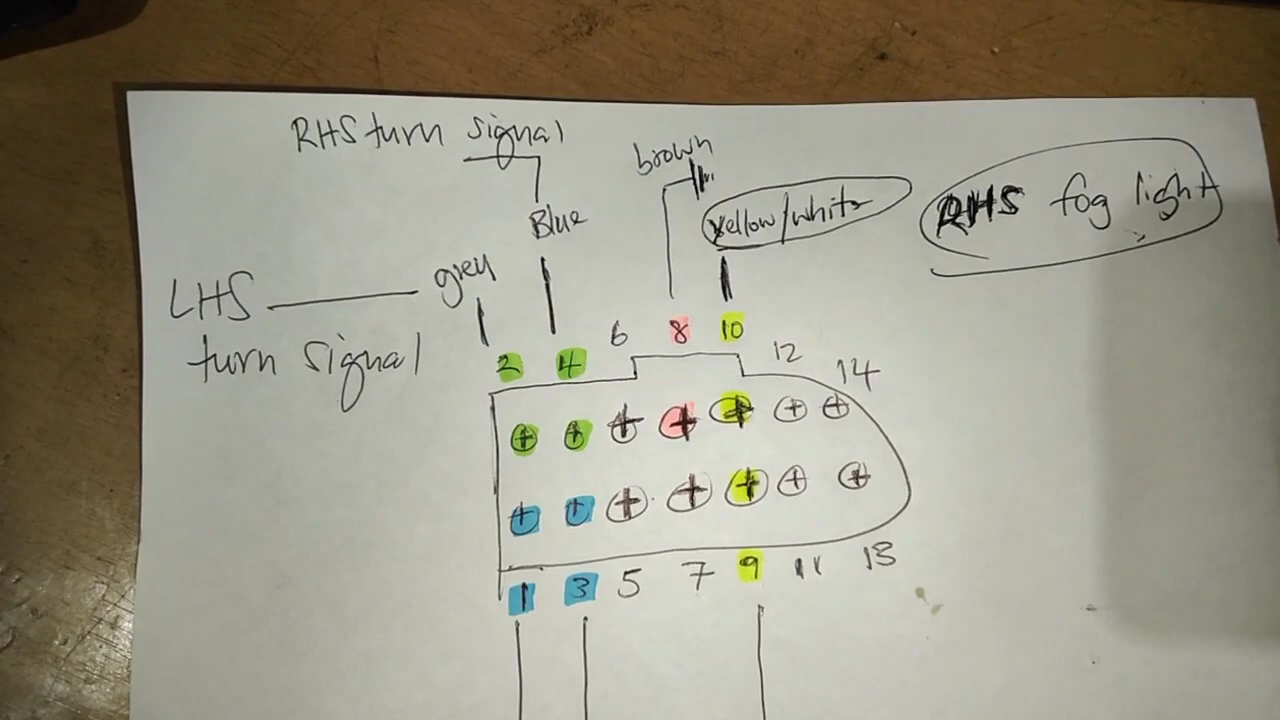 RHS turn signal
brown
Blue
yellow/white
RHS fog light
grey
LHS
turn signal
2 4 6 8 10 12 14
1 3 5 7 9 11 13